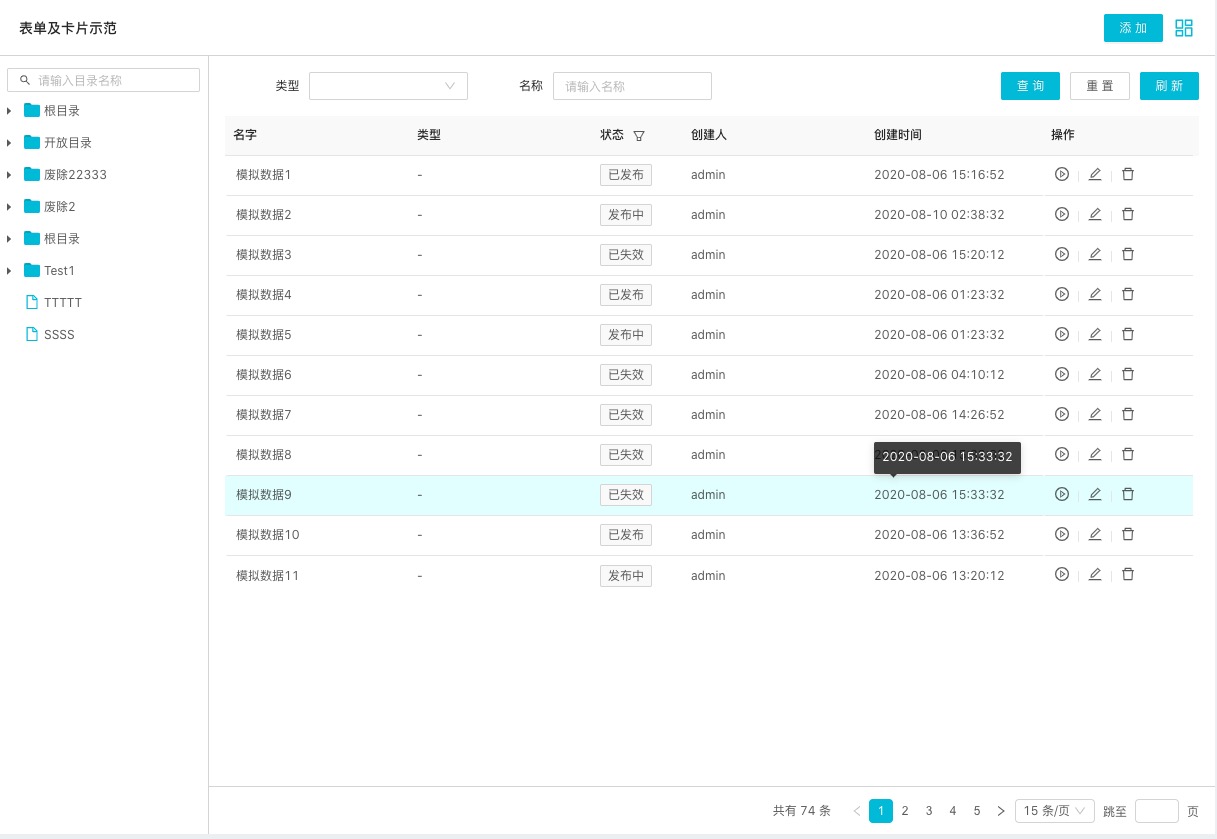 表单及卡片示范
添 加
请输入目录名称
根目录
开放目录
废除22333
废除2
根目录
Test1
TTTTT
SSSS
类型
名称 请输入名称
查 询 重 置 刷 新
名字 类型 状态 创建人 创建时间 操作
模拟数据1 - 已发布 admin 2020-08-06 15:16:52
模拟数据2 - 发布中 admin 2020-08-10 02:38:32
模拟数据3 - 已失效 admin 2020-08-06 15:20:12
模拟数据4 - 已发布 admin 2020-08-06 01:23:32
模拟数据5 - 发布中 admin 2020-08-06 01:23:32
模拟数据6 - 已失效 admin 2020-08-06 04:10:12
模拟数据7 - 已失效 admin 2020-08-06 14:26:52
模拟数据8 - 已失效 admin
2020-08-06 15:33:32
模拟数据9 - 已失效 admin 2020-08-06 15:33:32
模拟数据10 - 已发布 admin 2020-08-06 13:36:52
模拟数据11 - 发布中 admin 2020-08-06 13:20:12
共有 74 条 1 2 3 4 5 15 条/页 跳至 页